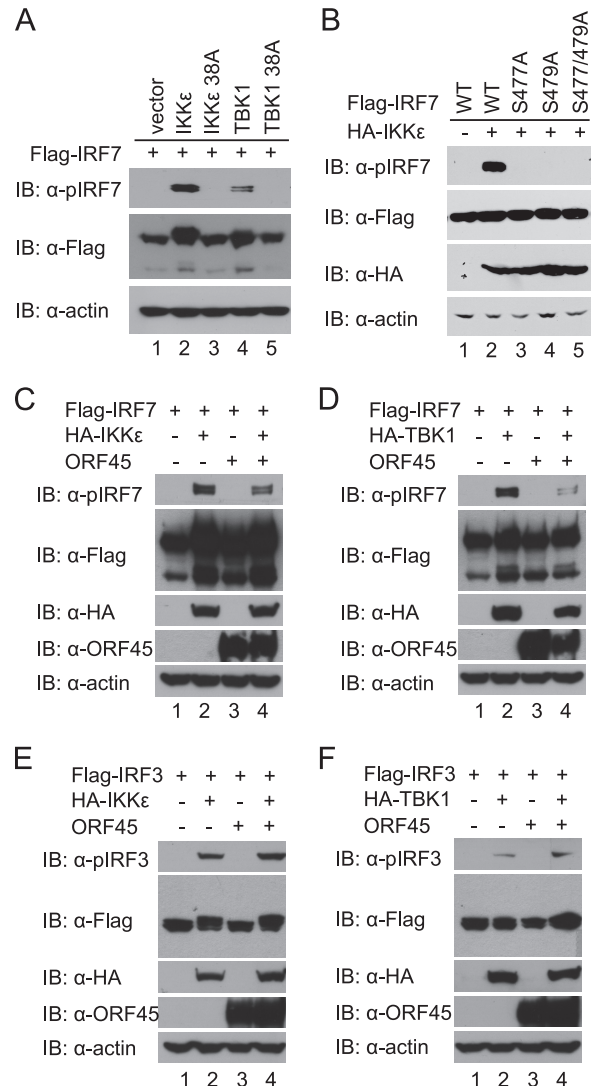 A
vector
IKKε
IKKε 38A
TBK1
TBK1 38A
Flag-IRF7 + + + + +
IB: α-pIRF7
IB: α-Flag
IB: α-actin
1 2 3 4 5
B
WT
WT
S477A
S479A
S477/479A
Flag-IRF7
HA-IKKε - + + + +
IB: α-pIRF7
IB: α-Flag
IB: α-HA
IB: α-actin
1 2 3 4 5
C
Flag-IRF7 + + + +
HA-IKKε - + - +
ORF45 - - + +
IB: α-pIRF7
IB: α-Flag
IB: α-HA
IB: α-ORF45
IB: α-actin
1 2 3 4
D
Flag-IRF7 + + + +
HA-TBK1 - + - +
ORF45 - - + +
IB: α-pIRF7
IB: α-Flag
IB: α-HA
IB: α-ORF45
IB: α-actin
1 2 3 4
E
Flag-IRF3 + + + +
HA-IKKε - + - +
ORF45 - - + +
IB: α-pIRF3
IB: α-Flag
IB: α-HA
IB: α-ORF45
IB: α-actin
1 2 3 4
F
Flag-IRF3 + + + +
HA-TBK1 - + - +
ORF45 - - + +
IB: α-pIRF3
IB: α-Flag
IB: α-HA
IB: α-ORF45
IB: α-actin
1 2 3 4